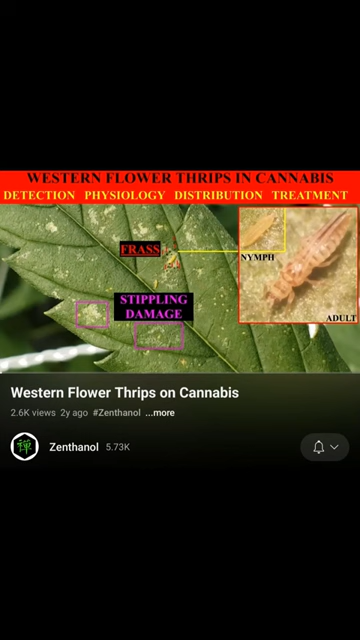 WESTERN FLOWER THRIPS IN CANNABIS
DETECTION PHYSIOLOGY DISTRIBUTION TREATMENT
FRASS
NYMPH
STIPPLING
DAMAGE
ADULT
Western Flower Thrips on Cannabis
2.6K views 2y ago #Zenthanol ...more
禅
Zenthanol 5.73K